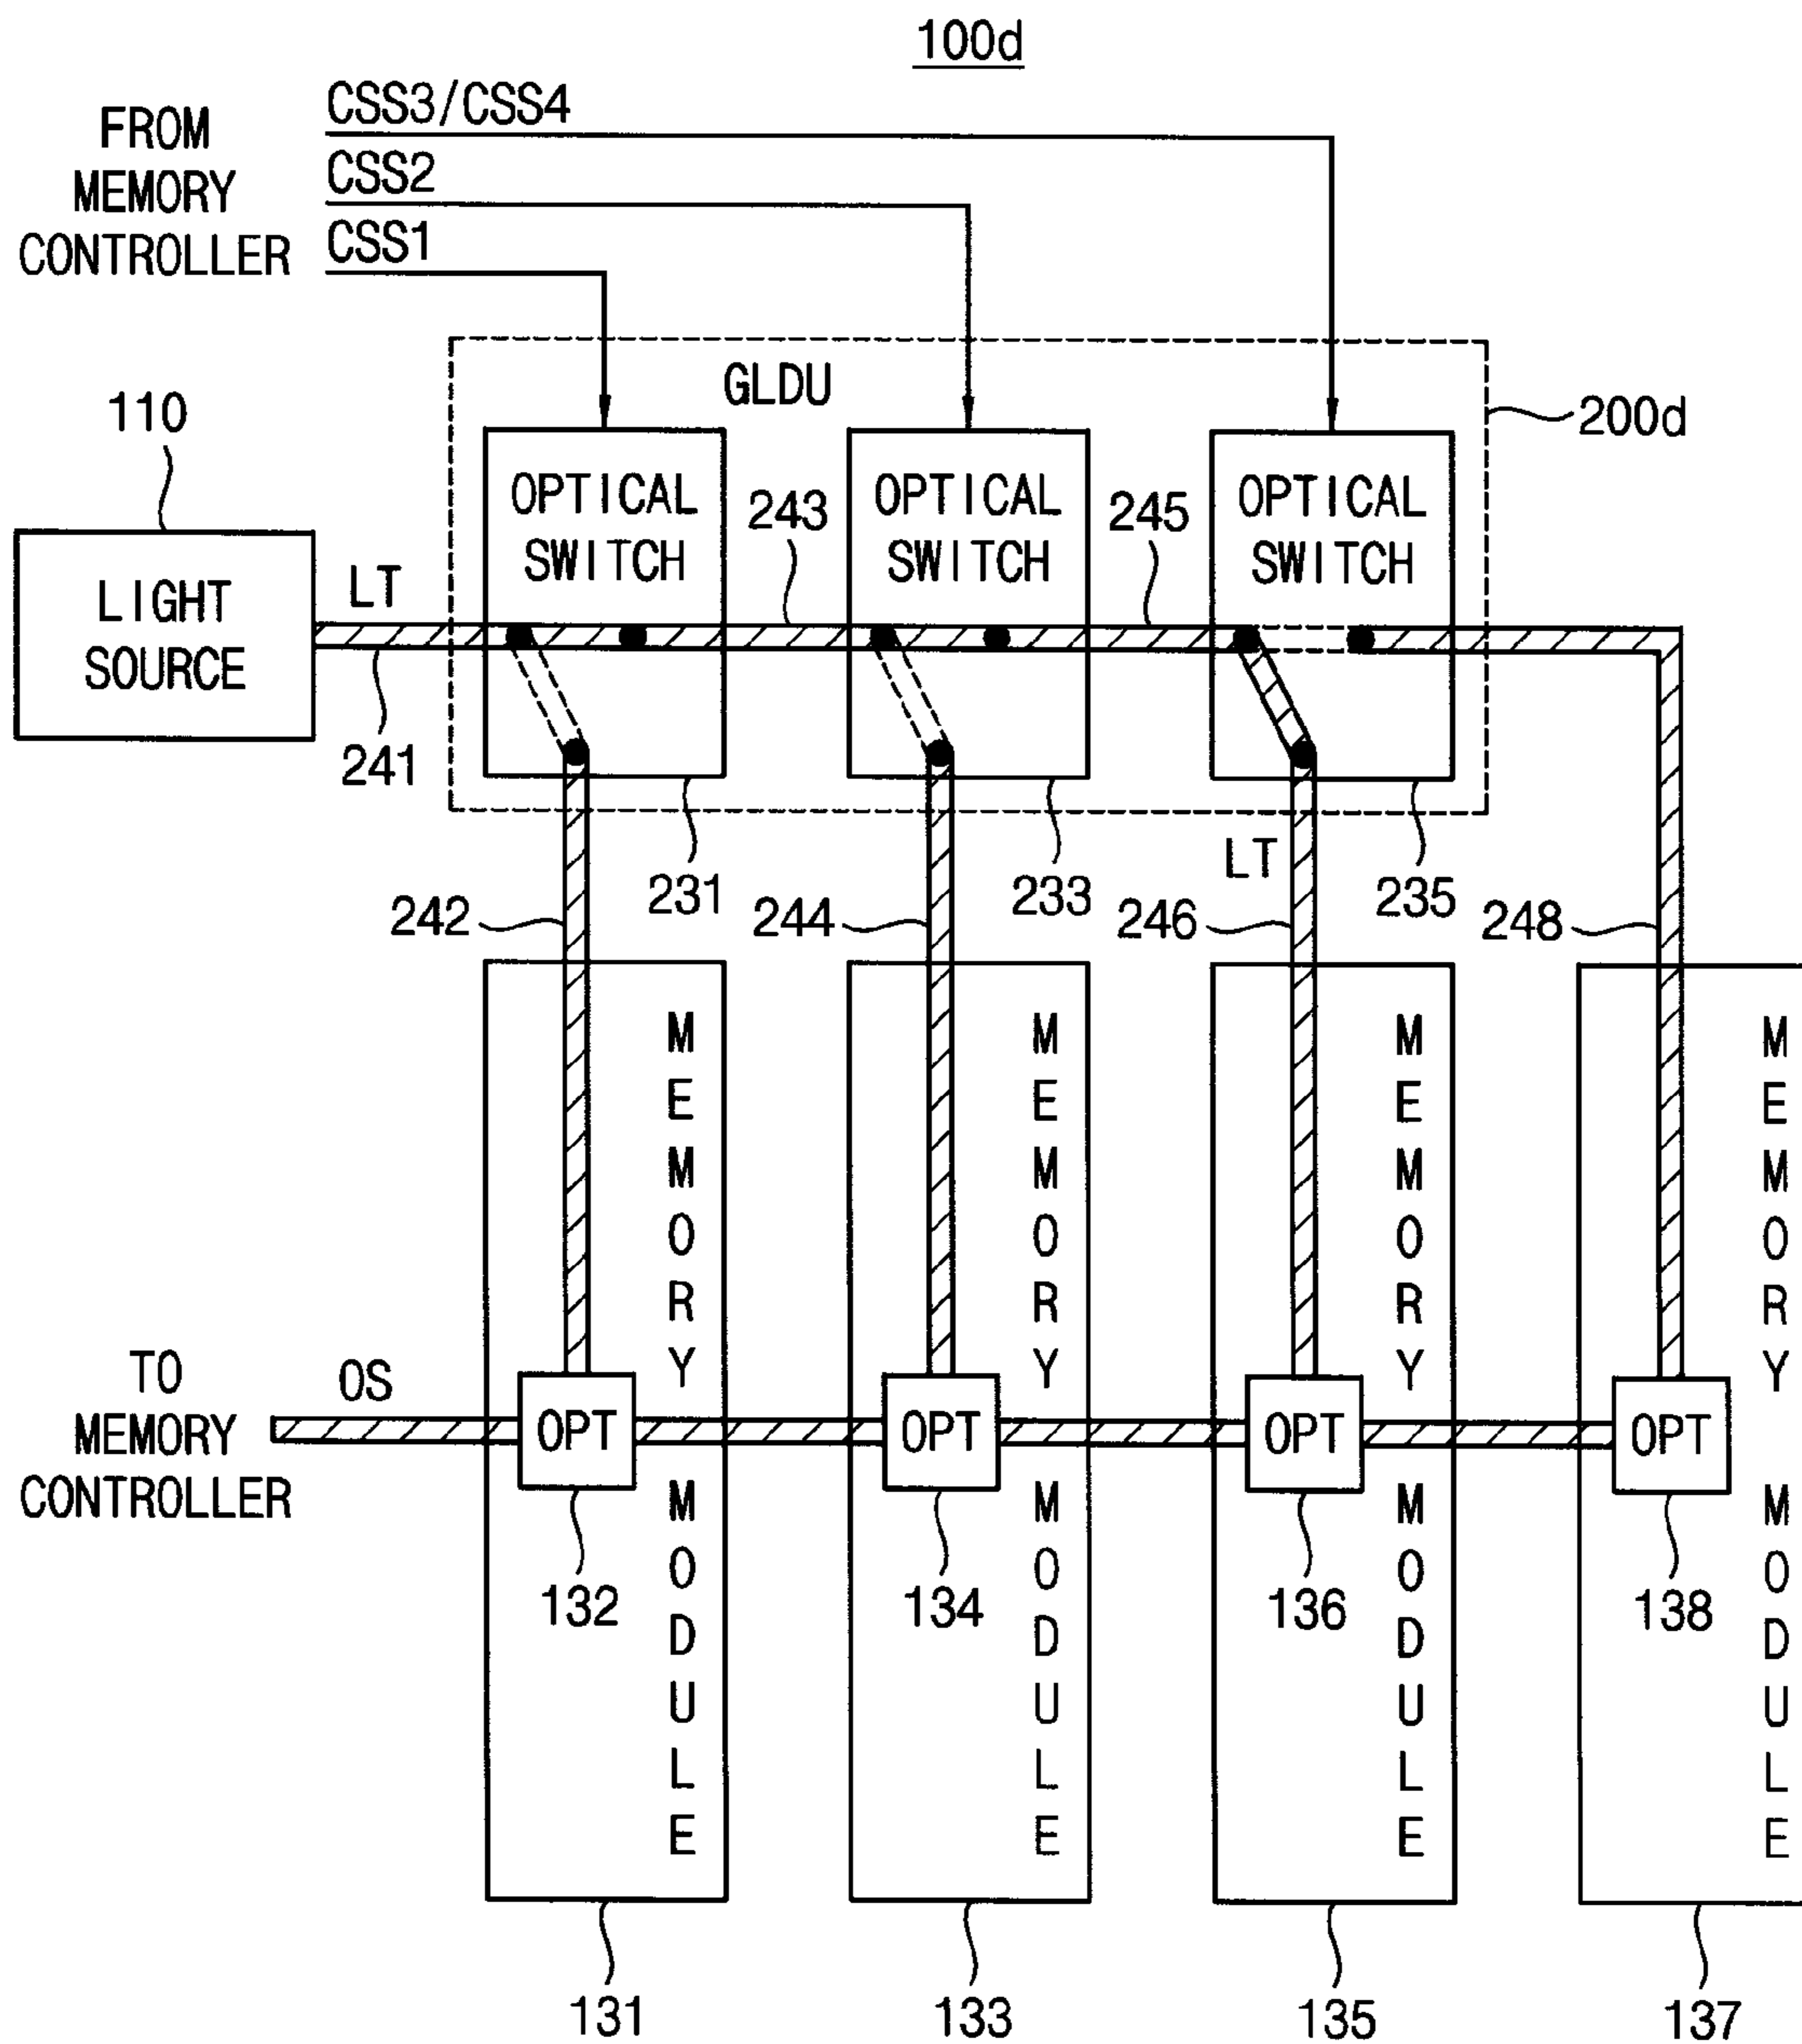 100d
FROM
MEMORY
CONTROLLER
CSS3/CSS4
CSS2
CSS1
GLDU
200d
110
LIGHT
SOURCE
LT
241
OPTICAL
SWITCH
243
OPTICAL
SWITCH
245
OPTICAL
SWITCH
231
233
LT
235
242
244
246
248
MEMORY MODULE
MEMORY MODULE
MEMORY MODULE
MEMORY MODULE
TO
MEMORY
CONTROLLER
OS
OPT
OPT
OPT
OPT
132
134
136
138
131
133
135
137